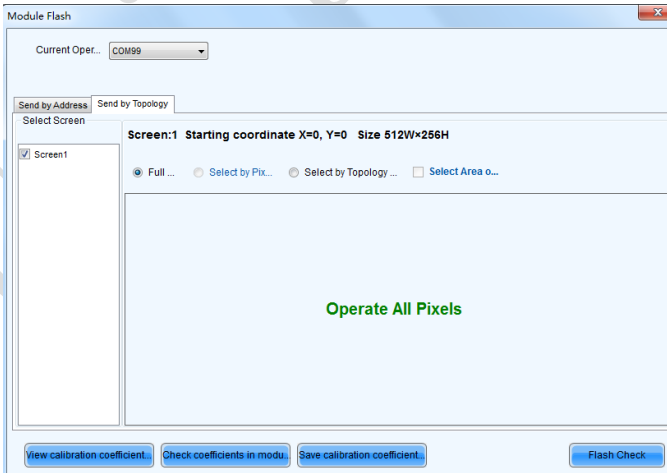 Module Flash
Current Oper... COM99
Send by Address Send by Topology
Select Screen
Screen:1 Starting coordinate X=0, Y=0 Size 512W×256H
Screen1
Full ... Select by Pix... Select by Topology ... Select Area o...
Operate All Pixels
View calibration coefficient... Check coefficients in modu... Save calibration coefficient... Flash Check